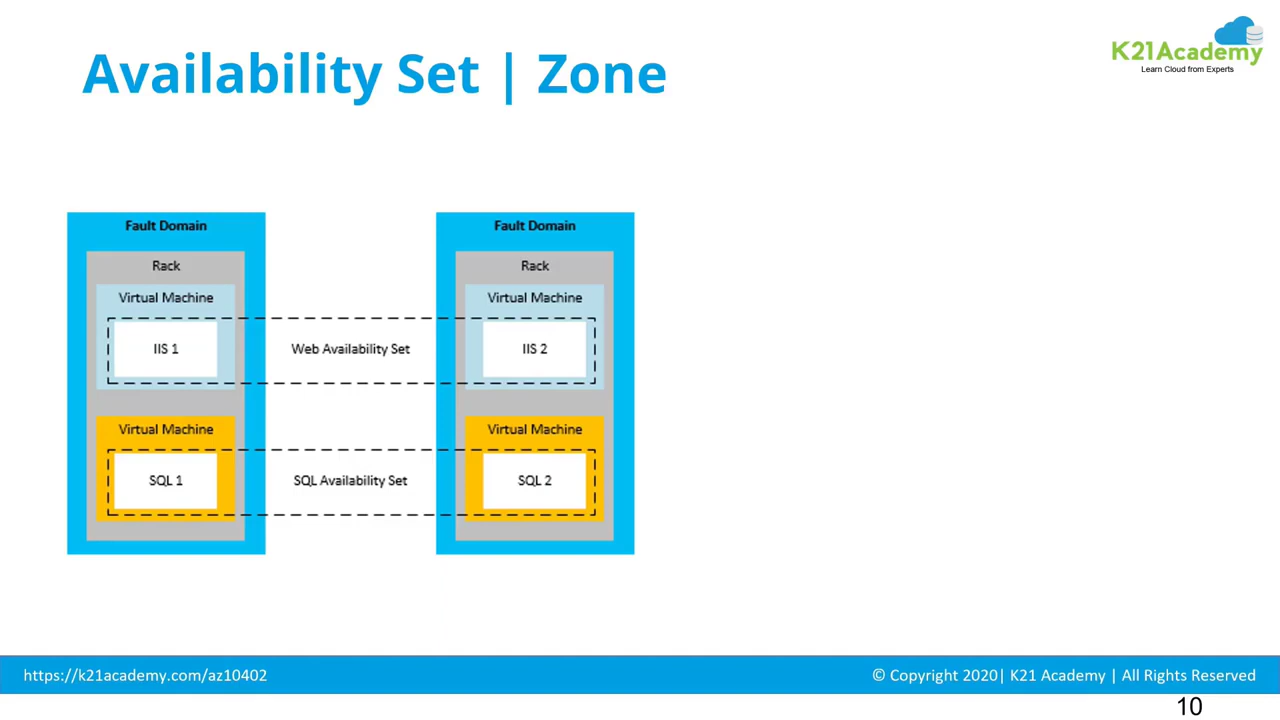 K21Academy
Learn Cloud from Experts
Availability Set | Zone
Fault Domain
Rack
Virtual Machine
IIS 1
Virtual Machine
SQL 1
Web Availability Set
SQL Availability Set
Fault Domain
Rack
Virtual Machine
IIS 2
Virtual Machine
SQL 2
https://k21academy.com/az10402
© Copyright 2020| K21 Academy | All Rights Reserved
10